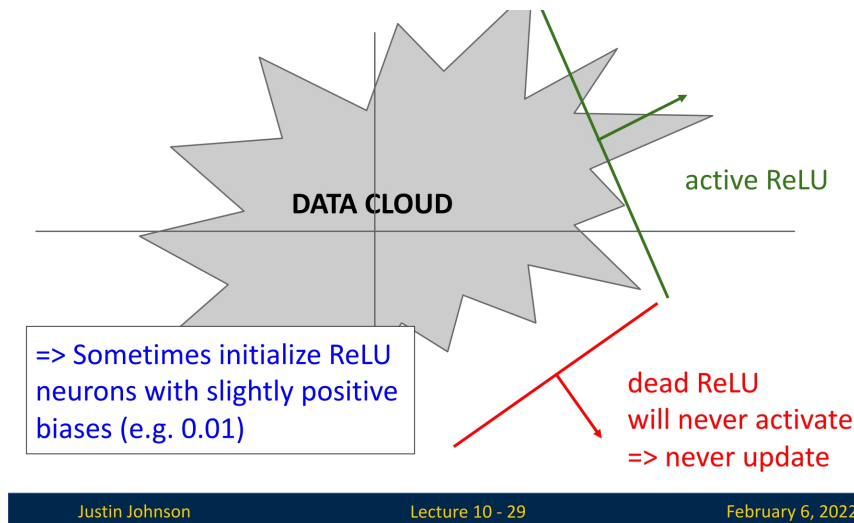 DATA CLOUD
active ReLU
=> Sometimes initialize ReLU
neurons with slightly positive
biases (e.g. 0.01)
dead ReLU
will never activate
=> never update
Justin Johnson
Lecture 10 - 29
February 6, 2022